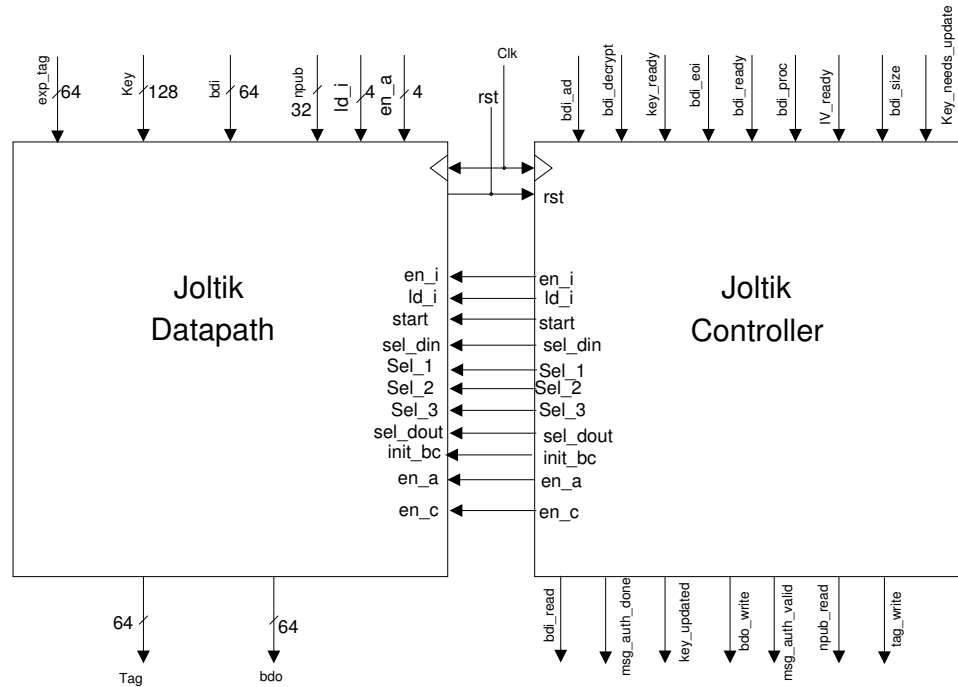 exp_tag
64
Key
128
bdi
64
npub
32
ld_i
4
en_a
4
Clk
rst
bdi_ad
bdi_decrypt
key_ready
bdi_eoi
bdi_ready
bdi_proc
IV_ready
bdi_size
Key_needs_update
rst
Joltik
Datapath
Joltik
Controller
en_i
en_i
ld_i
ld_i
start
start
sel_din
sel_din
Sel_1
Sel_1
Sel_2
Sel_2
Sel_3
Sel_3
sel_dout
sel_dout
init_bc
init_bc
en_a
en_a
en_c
en_c
64
Tag
64
bdo
bdi_read
msg_auth_done
key_updated
bdo_write
msg_auth_valid
npub_read
tag_write